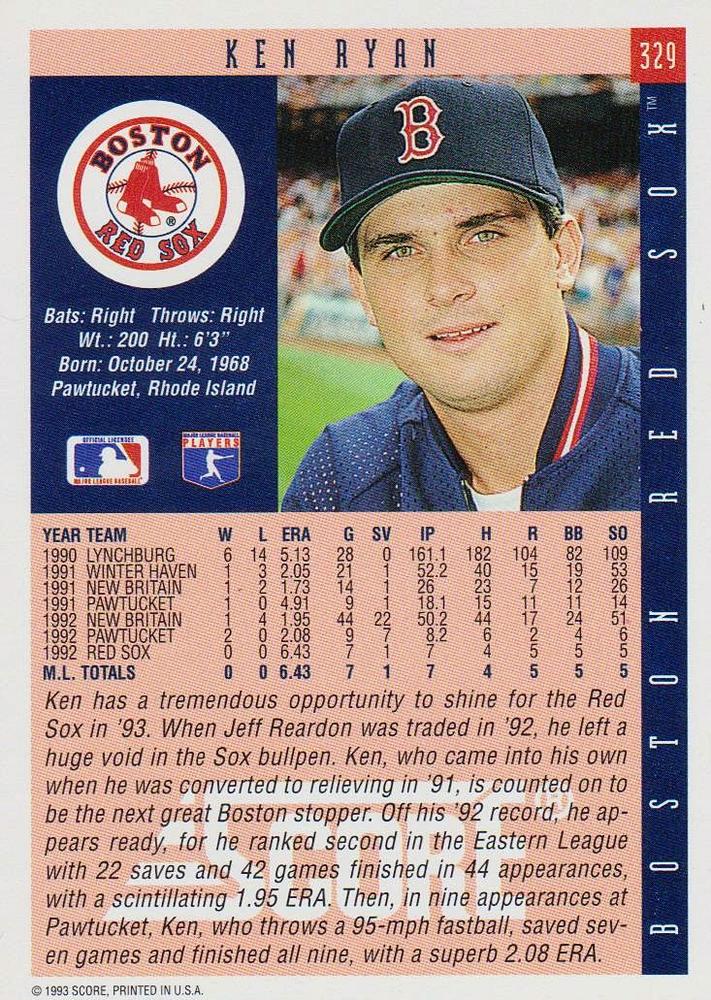 KEN RYAN
329
BOSTON RED SOX™
BOSTON
RED SOX
®
B
Bats: Right Throws: Right
Wt.: 200 Ht.: 6'3"
Born: October 24, 1968
Pawtucket, Rhode Island
OFFICIAL LICENSEE
MAJOR LEAGUE BASEBALL
MAJOR LEAGUE BASEBALL
PLAYERS
YEAR TEAM W L ERA G SV IP H R BB SO
1990 LYNCHBURG 6 14 5.13 28 0 161.1 182 104 82 109
1991 WINTER HAVEN 1 3 2.05 21 1 52.2 40 15 19 53
1991 NEW BRITAIN 1 2 1.73 14 1 26 23 7 12 26
1991 PAWTUCKET 1 0 4.91 9 1 18.1 15 11 11 14
1992 NEW BRITAIN 1 4 1.95 44 22 50.2 44 17 24 51
1992 PAWTUCKET 2 0 2.08 9 7 8.2 6 2 4 6
1992 RED SOX 0 0 6.43 7 1 7 4 5 5 5
M.L. TOTALS 0 0 6.43 7 1 7 4 5 5 5
Ken has a tremendous opportunity to shine for the Red
Sox in '93. When Jeff Reardon was traded in '92, he left a
huge void in the Sox bullpen. Ken, who came into his own
when he was converted to relieving in '91, is counted on to
be the next great Boston stopper. Off his '92 record, he ap-
pears ready, for he ranked second in the Eastern League
with 22 saves and 42 games finished in 44 appearances,
with a scintillating 1.95 ERA. Then, in nine appearances at
Pawtucket, Ken, who throws a 95-mph fastball, saved sev-
en games and finished all nine, with a superb 2.08 ERA.
SCORE®
© 1993 SCORE, PRINTED IN U.S.A.